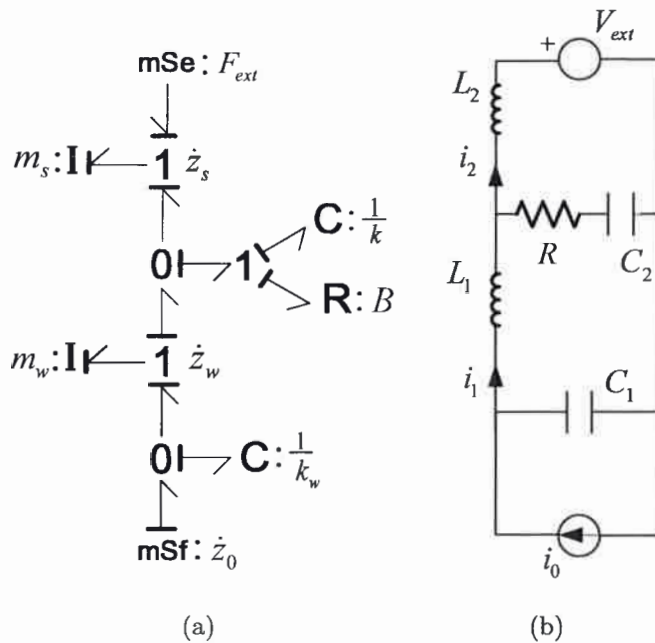 mSe: F_ext
m_s: I 1 ż_s
0 1 C: 1/k
R: B
m_w: I 1 ż_w
0 C: 1/k_w
mSf: ż_0
(a)
V_ext
+
L_2
i_2
R C_2
L_1
i_1 C_1
i_0
(b)